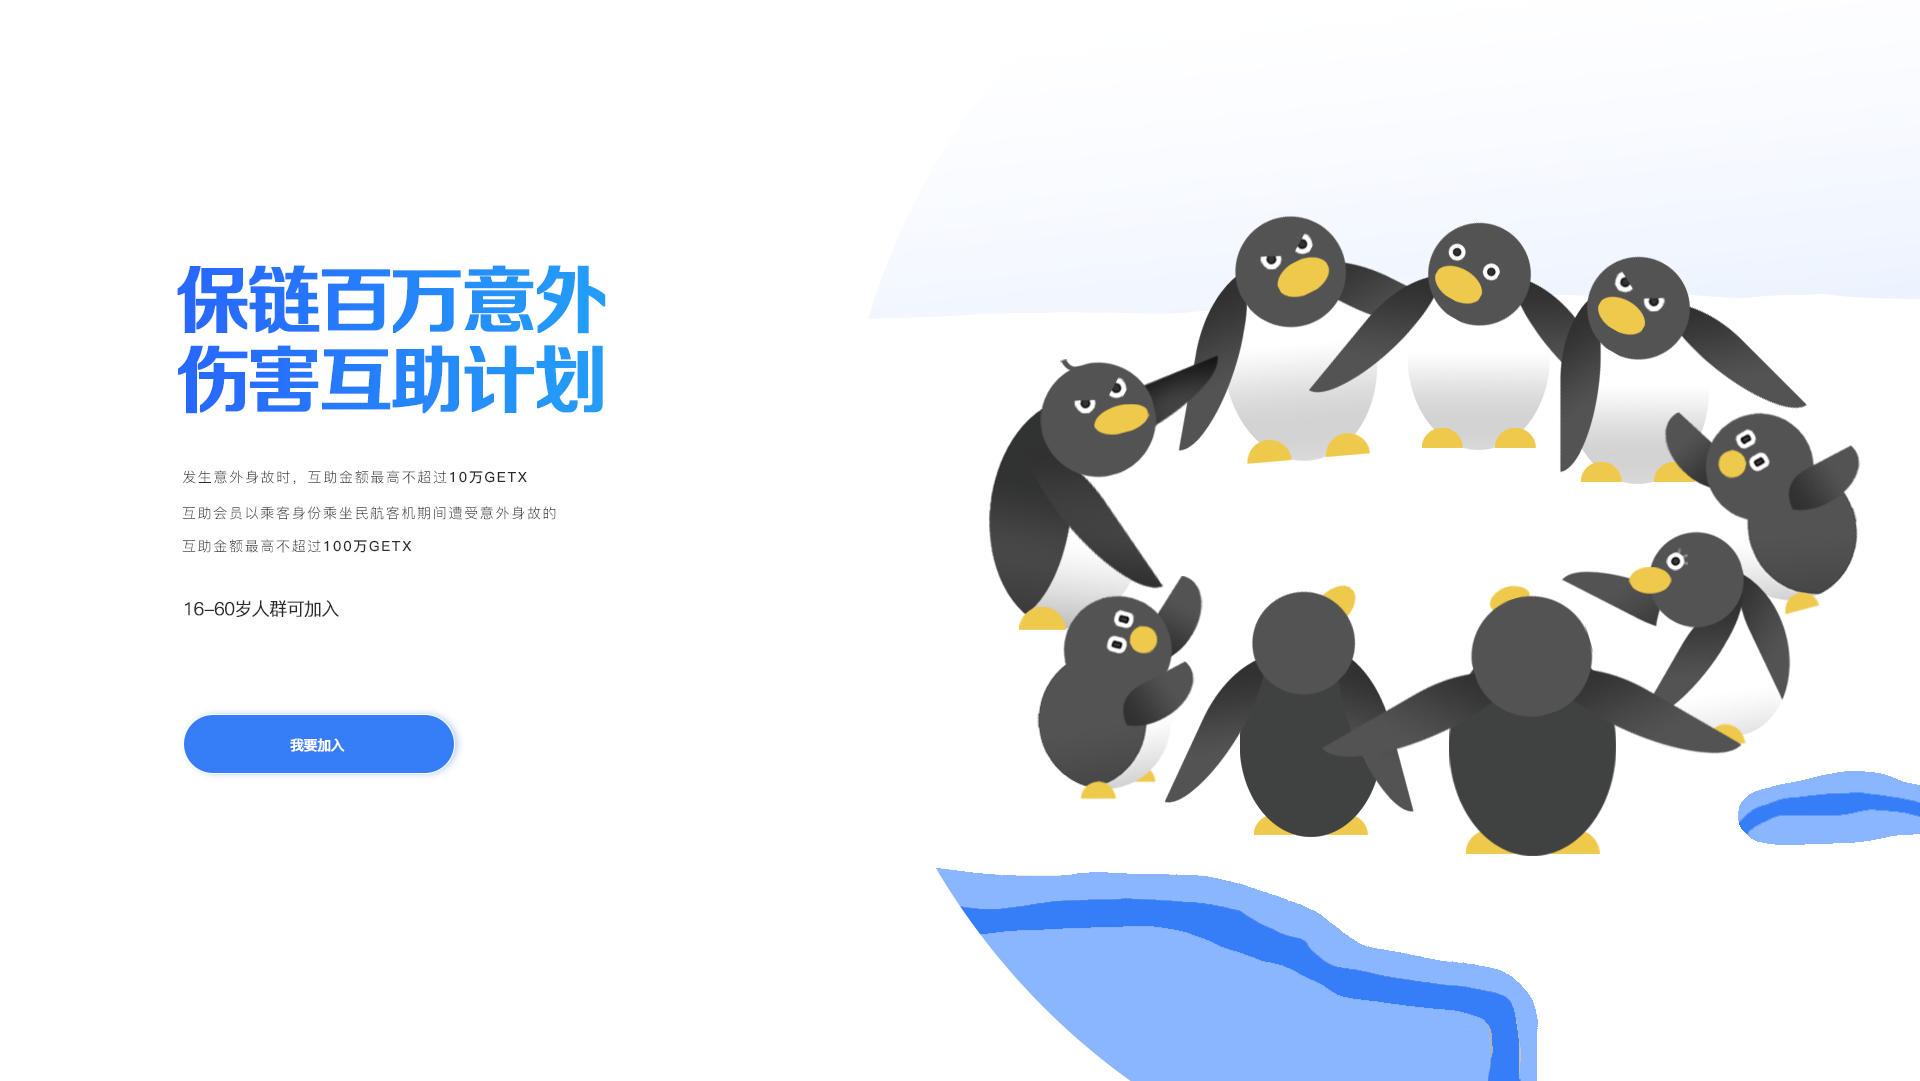 保链百万意外
伤害互助计划
发生意外身故时，互助金额最高不超过10万GETX
互助会员以乘客身份乘坐民航客机期间遭受意外身故的
互助金额最高不超过100万GETX
16–60岁人群可加入
我要加入